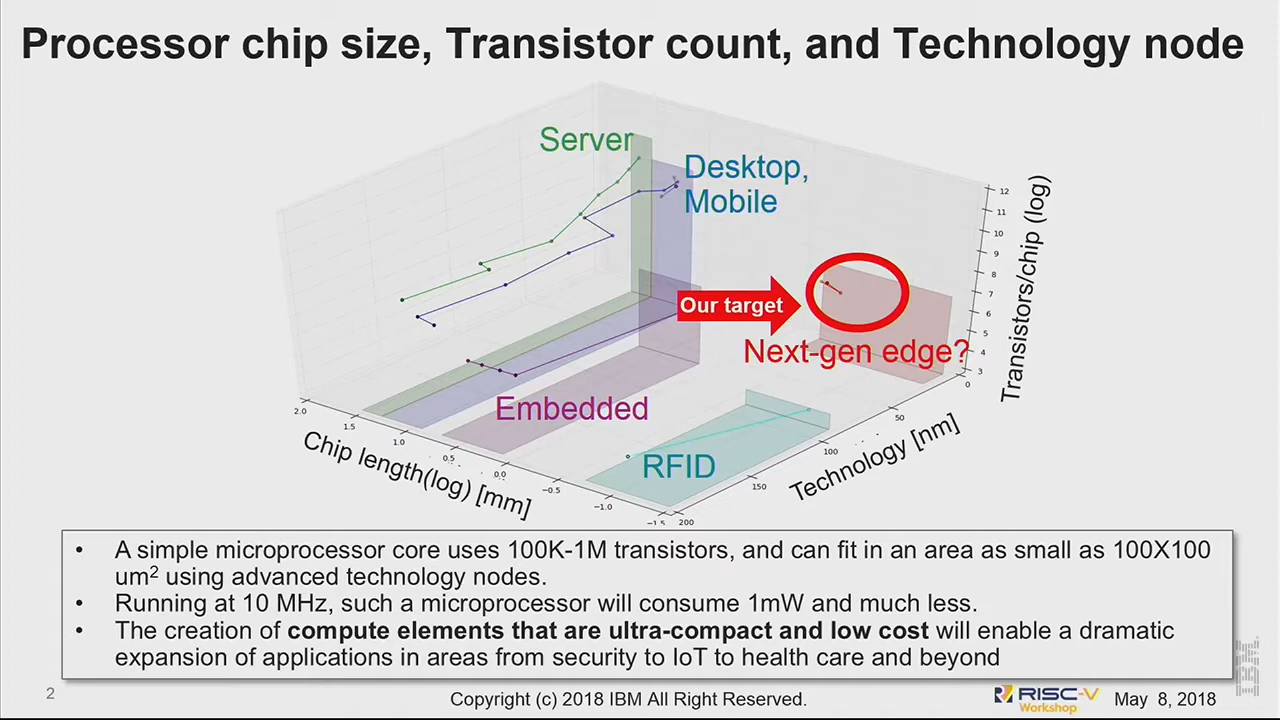 Processor chip size, Transistor count, and Technology node
Server
Desktop,
Mobile
Our target
Next-gen edge?
Embedded
RFID
Transistors/chip (log)
12
11
10
9
8
7
6
5
4
3
Chip length(log) [mm]
2.0
1.5
1.0
0.5
0.0
−0.5
−1.0
−1.5
Technology [nm]
0
50
100
150
200
• A simple microprocessor core uses 100K-1M transistors, and can fit in an area as small as 100X100
um² using advanced technology nodes.
• Running at 10 MHz, such a microprocessor will consume 1mW and much less.
• The creation of compute elements that are ultra-compact and low cost will enable a dramatic
expansion of applications in areas from security to IoT to health care and beyond
2
Copyright (c) 2018 IBM All Right Reserved.
RISC-V
Workshop
May 8, 2018
IBM